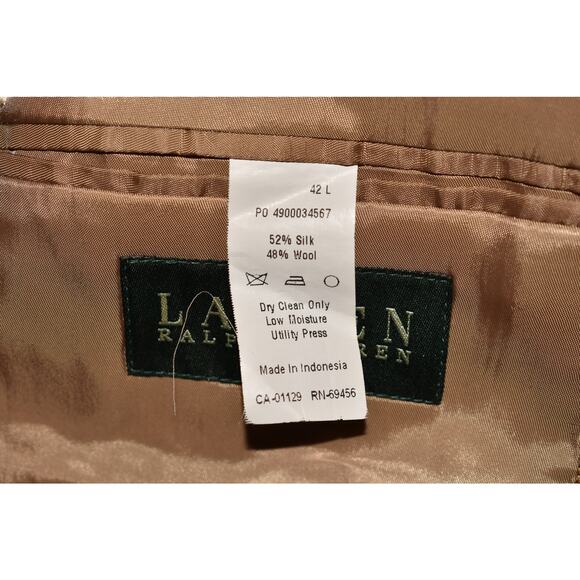 42 L
PO 4900034567
52% Silk
48% Wool
Dry Clean Only
Low Moisture
Utility Press
Made in Indonesia
CA-01129 RN-69456